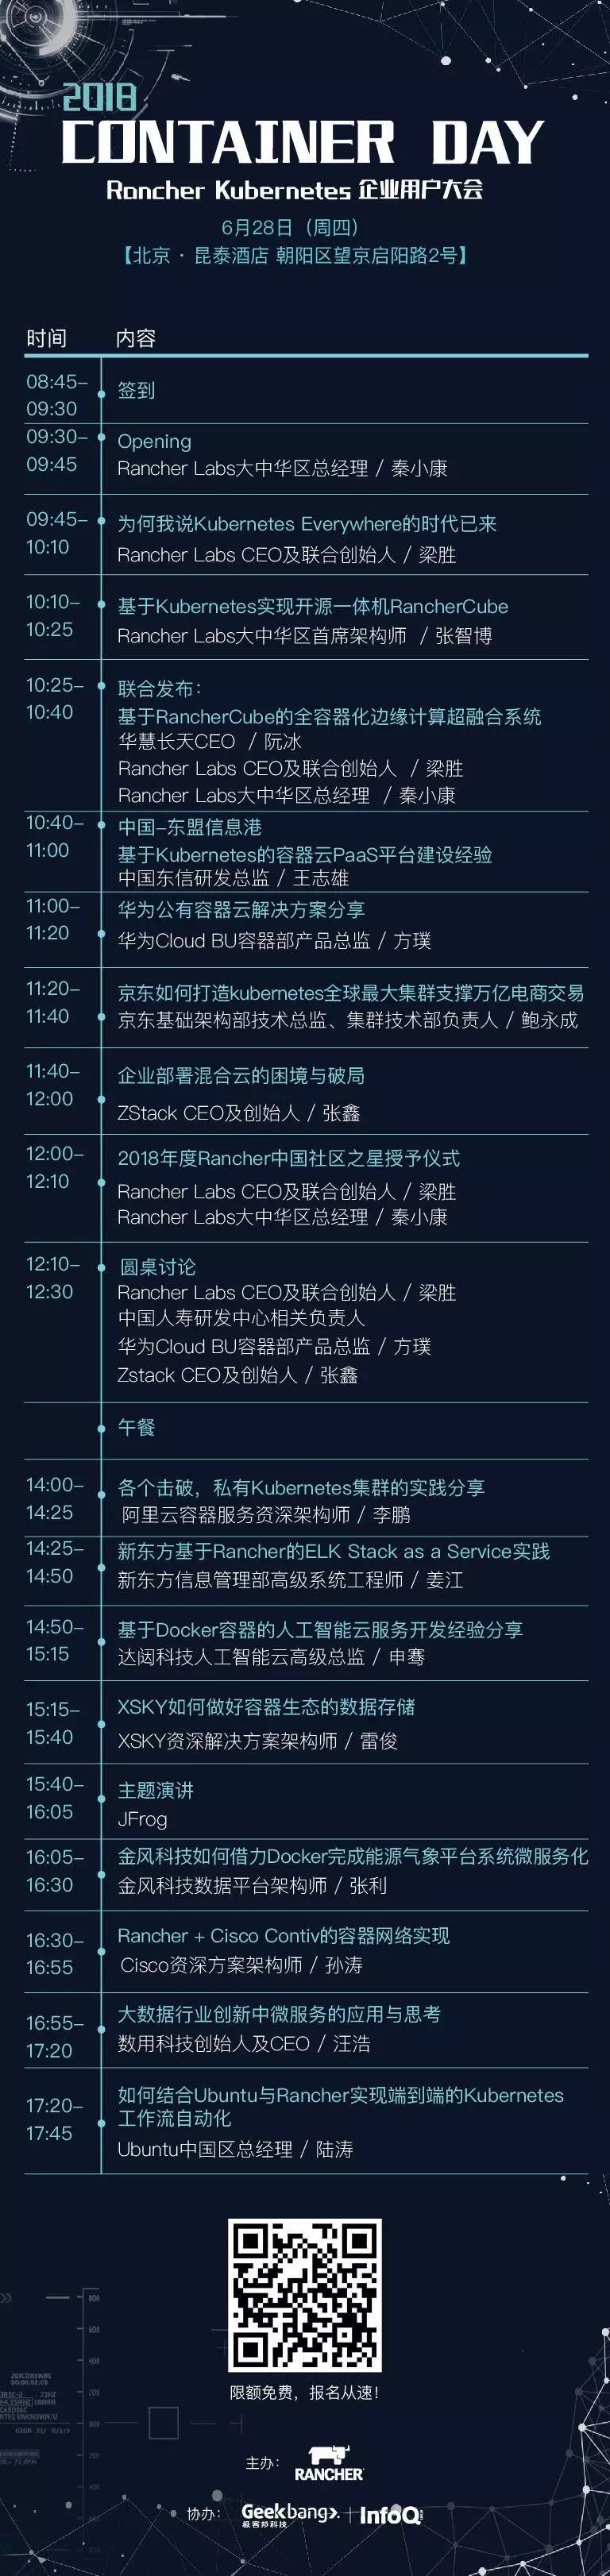 2018
CONTAINER DAY
Rancher Kubernetes 企业用户大会
6月28日（周四）
【北京 · 昆泰酒店 朝阳区望京启阳路2号】
时间 内容
08:45-
09:30
签到
09:30-
09:45
Opening
Rancher Labs大中华区总经理 / 秦小康
09:45-
10:10
为何我说Kubernetes Everywhere的时代已来
Rancher Labs CEO及联合创始人 / 梁胜
10:10-
10:25
基于Kubernetes实现开源一体机RancherCube
Rancher Labs大中华区首席架构师 / 张智博
10:25-
10:40
联合发布：
基于RancherCube的全容器化边缘计算超融合系统
华慧长天CEO / 阮冰
Rancher Labs CEO及联合创始人 / 梁胜
Rancher Labs大中华区总经理 / 秦小康
10:40-
11:00
中国-东盟信息港
基于Kubernetes的容器云PaaS平台建设经验
中国东信研发总监 / 王志雄
11:00-
11:20
华为公有容器云解决方案分享
华为Cloud BU容器部产品总监 / 方璞
11:20-
11:40
京东如何打造kubernetes全球最大集群支撑万亿电商交易
京东基础架构部技术总监、集群技术部负责人 / 鲍永成
11:40-
12:00
企业部署混合云的困境与破局
ZStack CEO及创始人 / 张鑫
12:00-
12:10
2018年度Rancher中国社区之星授予仪式
Rancher Labs CEO及联合创始人 / 梁胜
Rancher Labs大中华区总经理 / 秦小康
12:10-
12:30
圆桌讨论
Rancher Labs CEO及联合创始人 / 梁胜
中国人寿研发中心相关负责人
华为Cloud BU容器部产品总监 / 方璞
Zstack CEO及创始人 / 张鑫
午餐
14:00-
14:25
各个击破，私有Kubernetes集群的实践分享
阿里云容器服务资深架构师 / 李鹏
14:25-
14:50
新东方基于Rancher的ELK Stack as a Service实践
新东方信息管理部高级系统工程师 / 姜江
14:50-
15:15
基于Docker容器的人工智能云服务开发经验分享
达闼科技人工智能云高级总监 / 申骞
15:15-
15:40
XSKY如何做好容器生态的数据存储
XSKY资深解决方案架构师 / 雷俊
15:40-
16:05
主题演讲
JFrog
16:05-
16:30
金风科技如何借力Docker完成能源气象平台系统微服务化
金风科技数据平台架构师 / 张利
16:30-
16:55
Rancher + Cisco Contiv的容器网络实现
Cisco资深方案架构师 / 孙涛
16:55-
17:20
大数据行业创新中微服务的应用与思考
数用科技创始人及CEO / 汪浩
17:20-
17:45
如何结合Ubuntu与Rancher实现端到端的Kubernetes
工作流自动化
Ubuntu中国区总经理 / 陆涛
限额免费，报名从速！
主办： RANCHER
协办： Geekbang>. InfoQ
极客邦科技